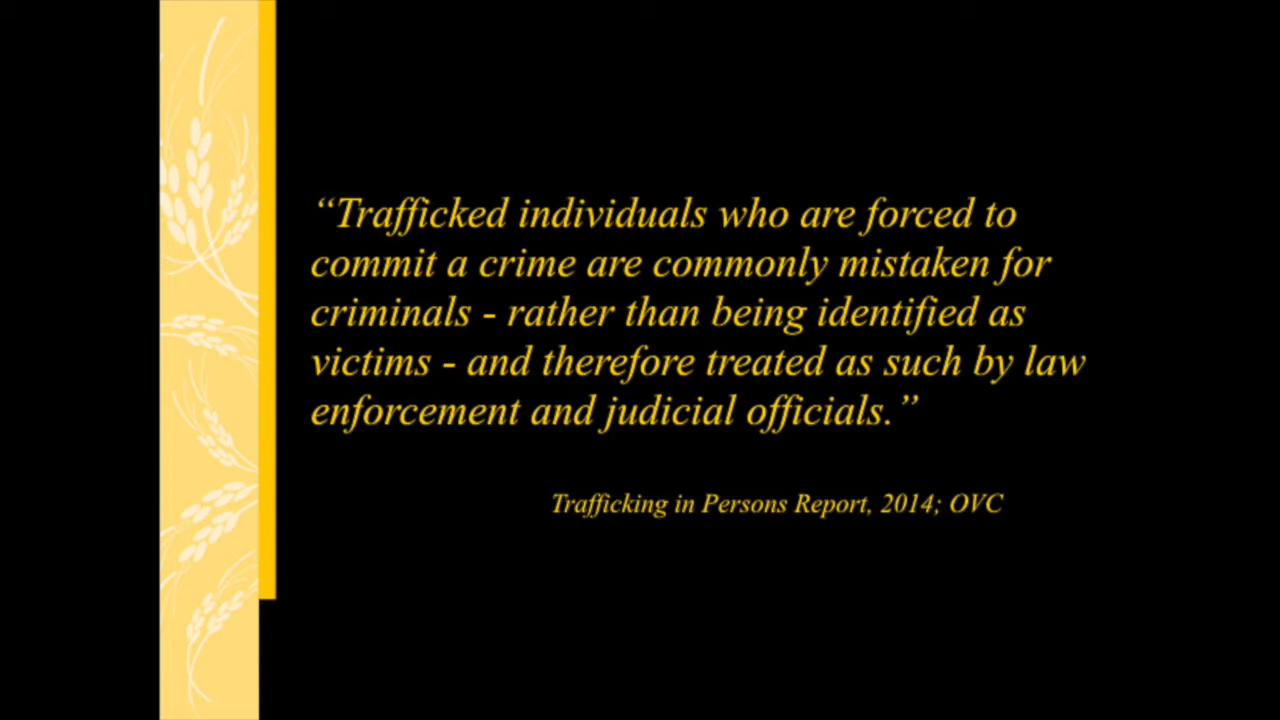 “Trafficked individuals who are forced to
commit a crime are commonly mistaken for
criminals - rather than being identified as
victims - and therefore treated as such by law
enforcement and judicial officials.”
Trafficking in Persons Report, 2014; OVC